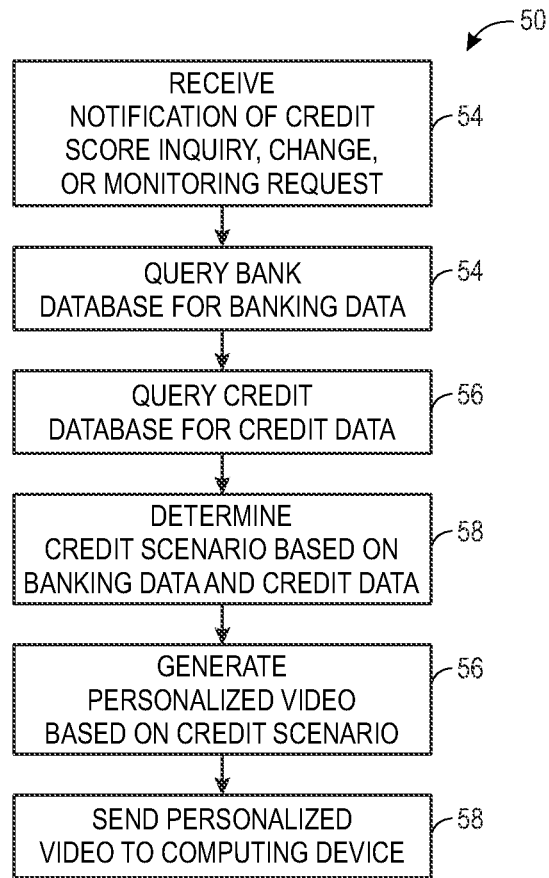 50
RECEIVE
NOTIFICATION OF CREDIT
SCORE INQUIRY, CHANGE,
OR MONITORING REQUEST
54
QUERY BANK
DATABASE FOR BANKING DATA
54
QUERY CREDIT
DATABASE FOR CREDIT DATA
56
DETERMINE
CREDIT SCENARIO BASED ON
BANKING DATA AND CREDIT DATA
58
GENERATE
PERSONALIZED VIDEO
BASED ON CREDIT SCENARIO
56
SEND PERSONALIZED
VIDEO TO COMPUTING DEVICE
58